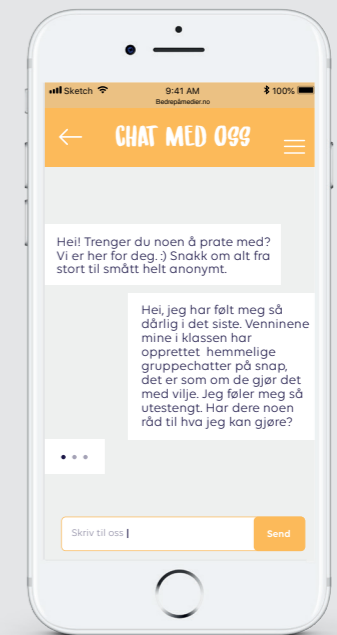 Sketch 9:41 AM 100%
Bedrepåmedier.no
CHAT MED OSS
Hei! Trenger du noen å prate med?
Vi er her for deg. :) Snakk om alt fra
stort til smått helt anonymt.
Hei, jeg har følt meg så
dårlig i det siste. Venninene
mine i klassen har
opprettet hemmelige
gruppechatter på snap,
det er som om de gjør det
med vilje. Jeg føler meg så
utestengt. Har dere noen
råd til hva jeg kan gjøre?
Skriv til oss
Send